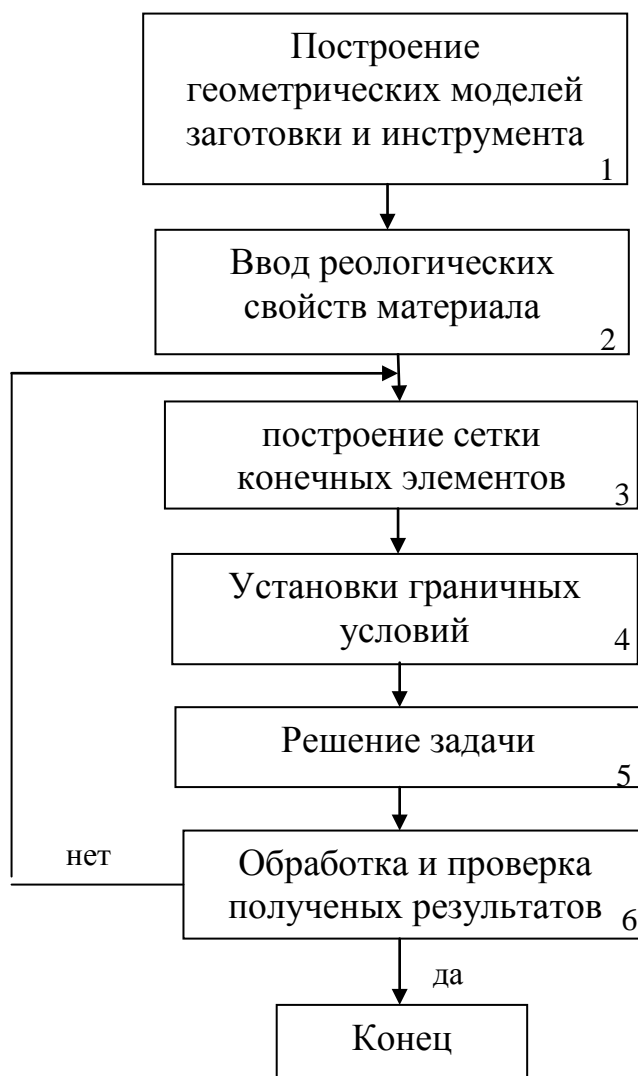 Построение
геометрических моделей
заготовки и инструмента
1
Ввод реологических
свойств материала
2
построение сетки
конечных элементов
3
Установки граничных
условий
4
Решение задачи
5
нет
Обработка и проверка
полученых результатов
6
да
Конец